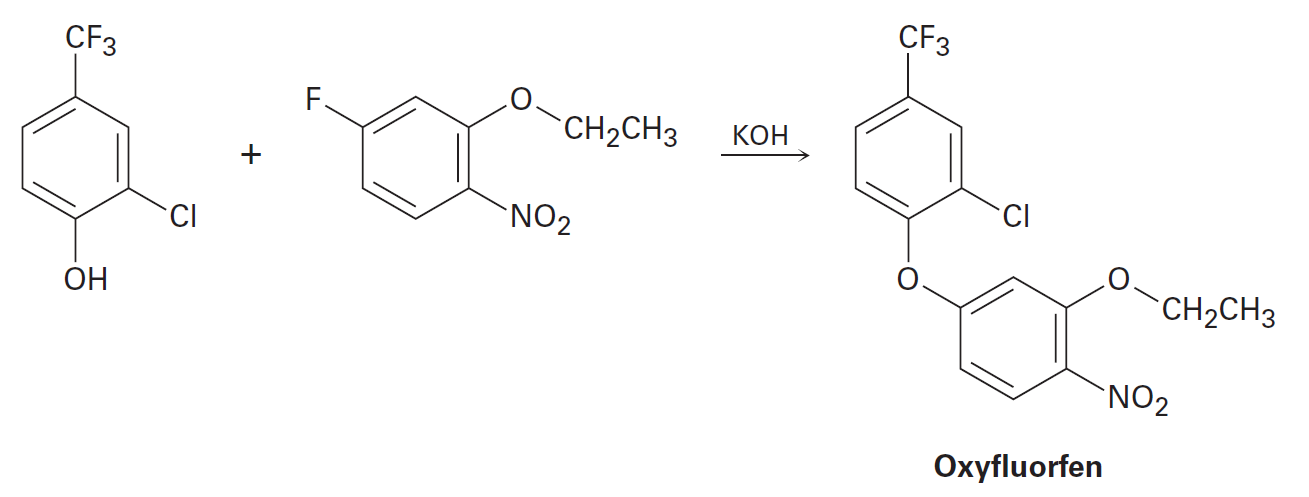 CF₃
CF₃
F
O
CH₂CH₃
KOH
+
Cl
NO₂
Cl
OH
O
O
CH₂CH₃
NO₂
Oxyfluorfen